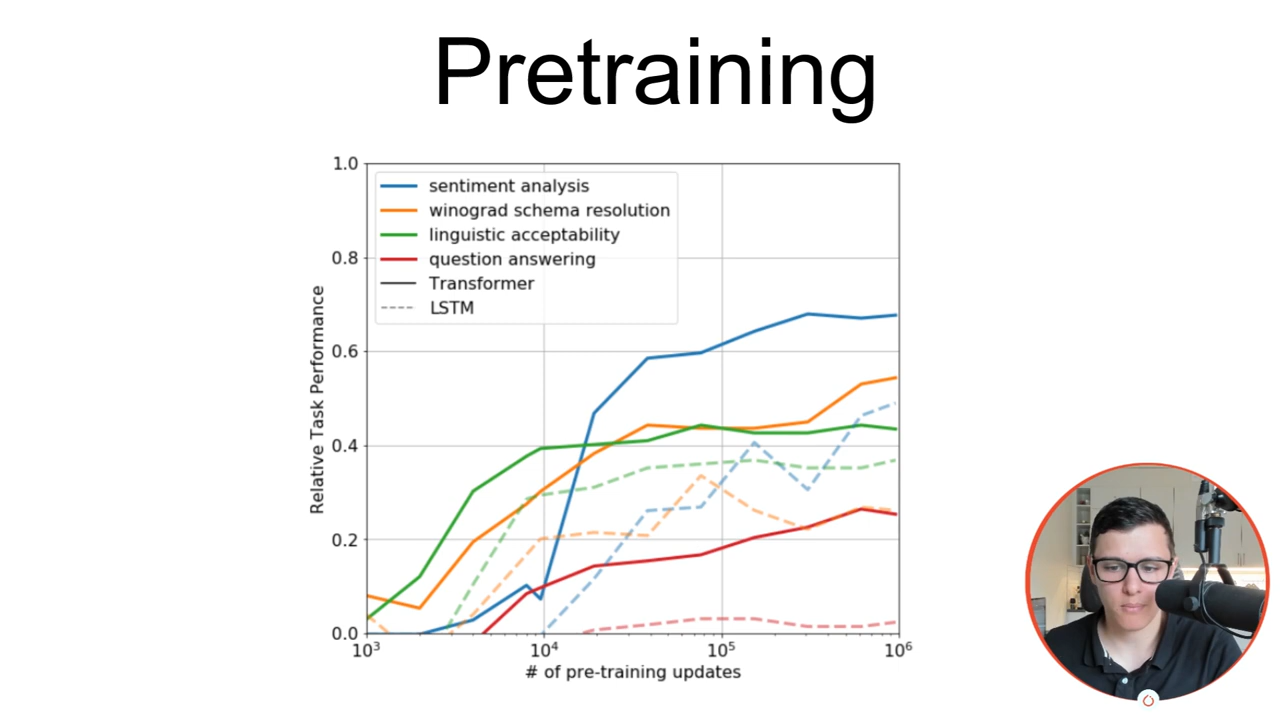 Pretraining
1.0
0.8
0.6
0.4
0.2
0.0
Relative Task Performance
sentiment analysis
winograd schema resolution
linguistic acceptability
question answering
Transformer
LSTM
10³
10⁴
10⁵
10⁶
# of pre-training updates